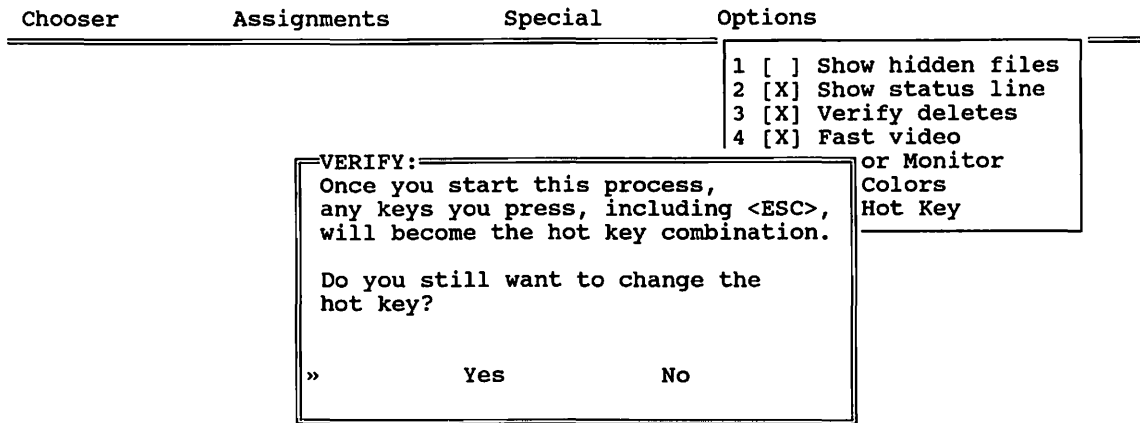 Chooser Assignments Special Options
1 [ ] Show hidden files
2 [X] Show status line
3 [X] Verify deletes
4 [X] Fast video
or Monitor
Colors
Hot Key
VERIFY:
Once you start this process,
any keys you press, including <ESC>,
will become the hot key combination.
Do you still want to change the
hot key?
» Yes No